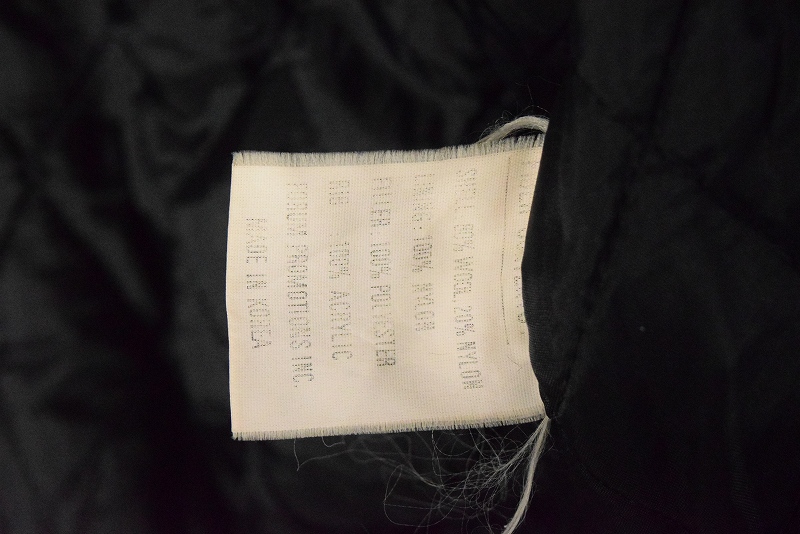 SHELL: 80% WOOL, 20% NYLON
LINING: 100% NYLON
FILLER: 100% POLYESTER
RIB : 100% ACRYLIC
FORUM PROMOTIONS INC.
MADE IN KOREA